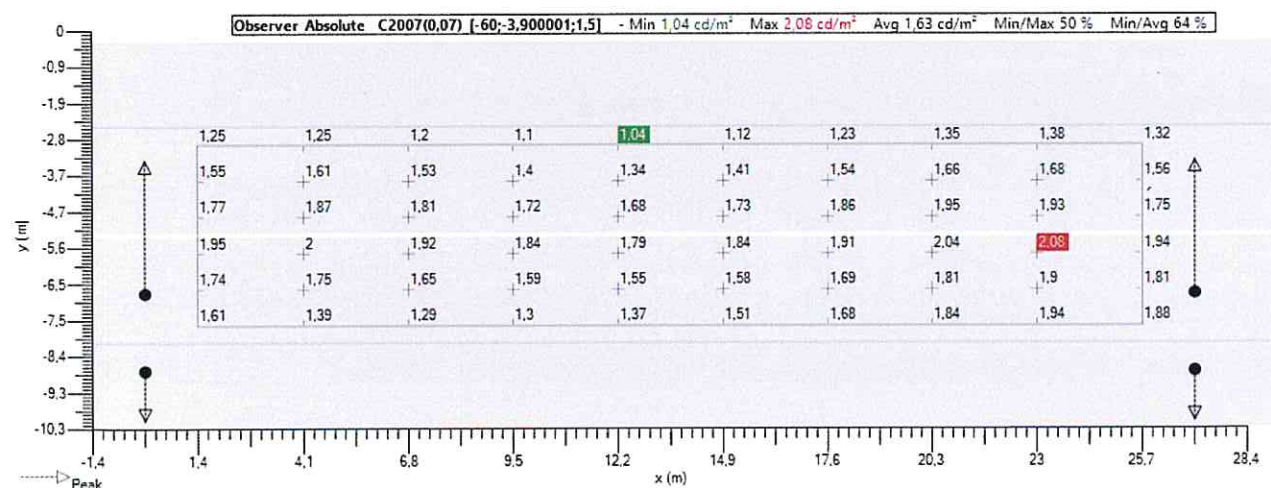 Observer Absolute C2007(0,07) [-60;-3,900001;1,5] - Min 1,04 cd/m² Max 2,08 cd/m² Avg 1,63 cd/m² Min/Max 50 % Min/Avg 64 %
0
-0.9
-1.9
-2.8
-3.7
-4.7
-5.6
-6.5
-7.5
-8.4
-9.3
-10.3
y (m)
1,25 1,25 1,2 1,1 1,04 1,12 1,23 1,35 1,38 1,32
1,55 1,61 1,53 1,4 1,34 1,41 1,54 1,66 1,68 1,56
1,77 1,87 1,81 1,72 1,68 1,73 1,86 1,95 1,93 1,75
1,95 2 1,92 1,84 1,79 1,84 1,91 2,04 2,08 1,94
1,74 1,75 1,65 1,59 1,55 1,58 1,69 1,81 1,9 1,81
1,61 1,39 1,29 1,3 1,37 1,51 1,68 1,84 1,94 1,88
-1,4 1,4 4,1 6,8 9,5 12,2 14,9 17,6 20,3 23 25,7 28,4
x (m)
Peak